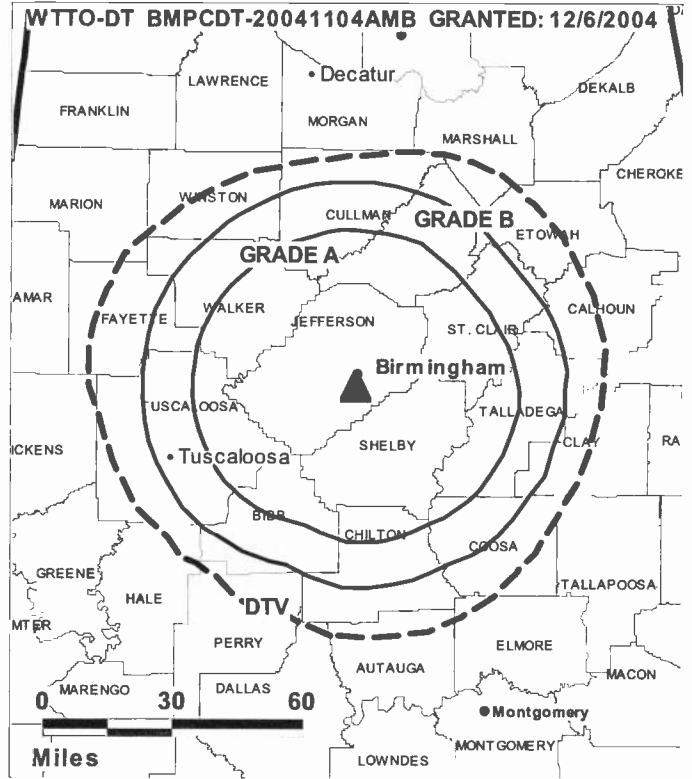 WTTO-DT BMPCDT-20041104AMB GRANTED: 12/6/2004
Decatur
LAWRENCE
DEKALB
FRANKLIN
MORGAN
MARSHALL
CHEROKE
WINSTON
MARION
CULLMAN
GRADE B
ETOWAH
GRADE A
AMAR
WALKER
CALHOUN
FAYETTE
JEFFERSON
ST. CLAIR
Birmingham
TUSCALOOSA
TALLADEGA
SHELBY
CLAY
RA
ICKENS
Tuscaloosa
BIBB
CHILTON
COOSA
GREENE
TALLAPOOSA
HALE
DTV
MTER
PERRY
ELMORE
AUTAUGA
MACON
MARENGO
DALLAS
0 30 60
Montgomery
Miles
MONTGOMERY
LOWNDES